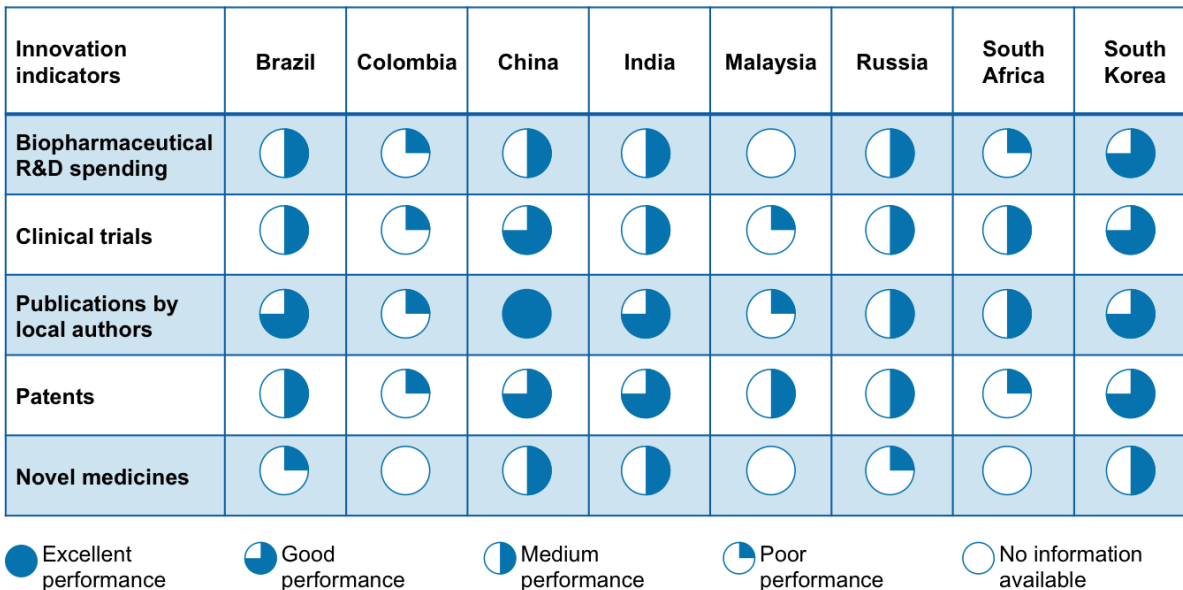 Innovation
indicators
Brazil
Colombia
China
India
Malaysia
Russia
South
Africa
South
Korea
Biopharmaceutical
R&D spending
Clinical trials
Publications by
local authors
Patents
Novel medicines
Excellent
performance
Good
performance
Medium
performance
Poor
performance
No information
available